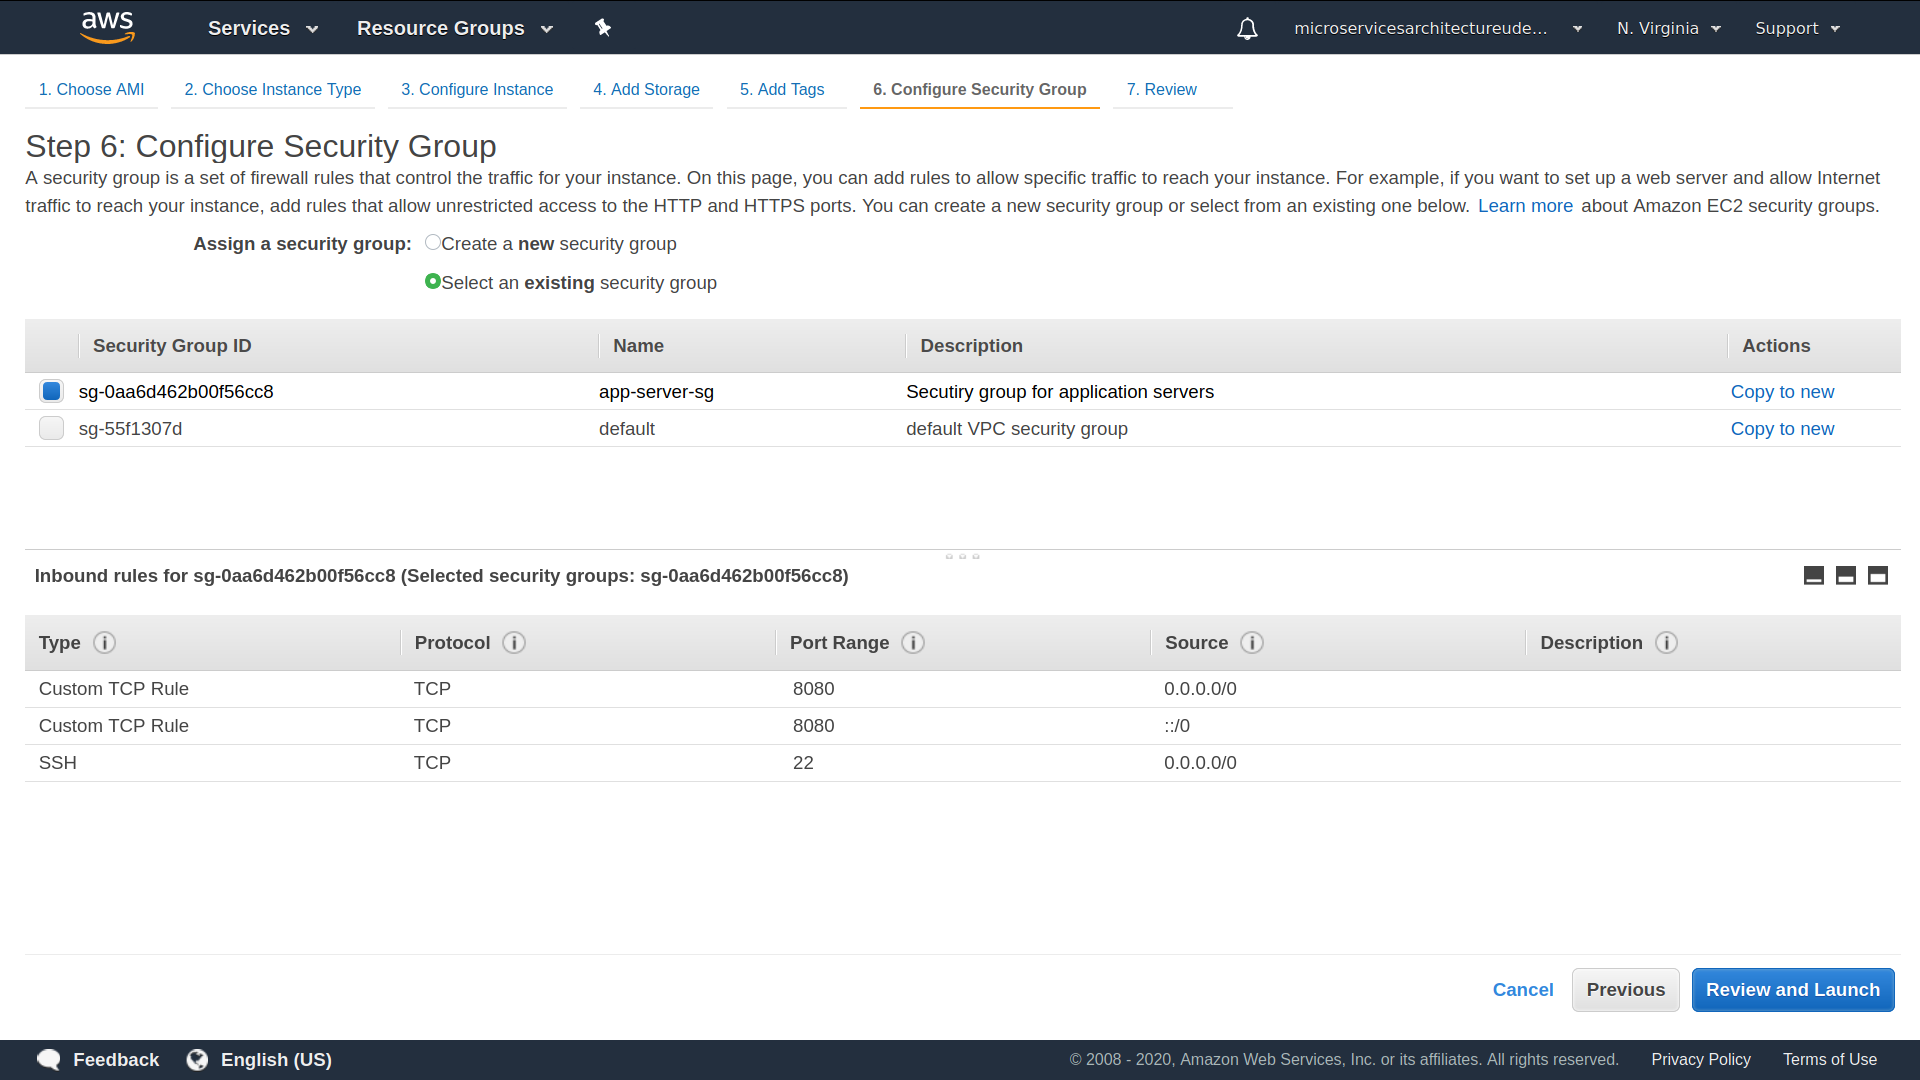 aws Services Resource Groups microservicesarchitectureude... N. Virginia Support
1. Choose AMI 2. Choose Instance Type 3. Configure Instance 4. Add Storage 5. Add Tags 6. Configure Security Group 7. Review
Step 6: Configure Security Group
A security group is a set of firewall rules that control the traffic for your instance. On this page, you can add rules to allow specific traffic to reach your instance. For example, if you want to set up a web server and allow Internet
traffic to reach your instance, add rules that allow unrestricted access to the HTTP and HTTPS ports. You can create a new security group or select from an existing one below. Learn more about Amazon EC2 security groups.
Assign a security group: Create a new security group
Select an existing security group
Security Group ID Name Description Actions
sg-0aa6d462b00f56cc8 app-server-sg Secutiry group for application servers Copy to new
sg-55f1307d default default VPC security group Copy to new
Inbound rules for sg-0aa6d462b00f56cc8 (Selected security groups: sg-0aa6d462b00f56cc8)
Type i Protocol i Port Range i Source i Description i
Custom TCP Rule TCP 8080 0.0.0.0/0
Custom TCP Rule TCP 8080 ::/0
SSH TCP 22 0.0.0.0/0
Cancel Previous Review and Launch
Feedback English (US) © 2008 - 2020, Amazon Web Services, Inc. or its affiliates. All rights reserved. Privacy Policy Terms of Use